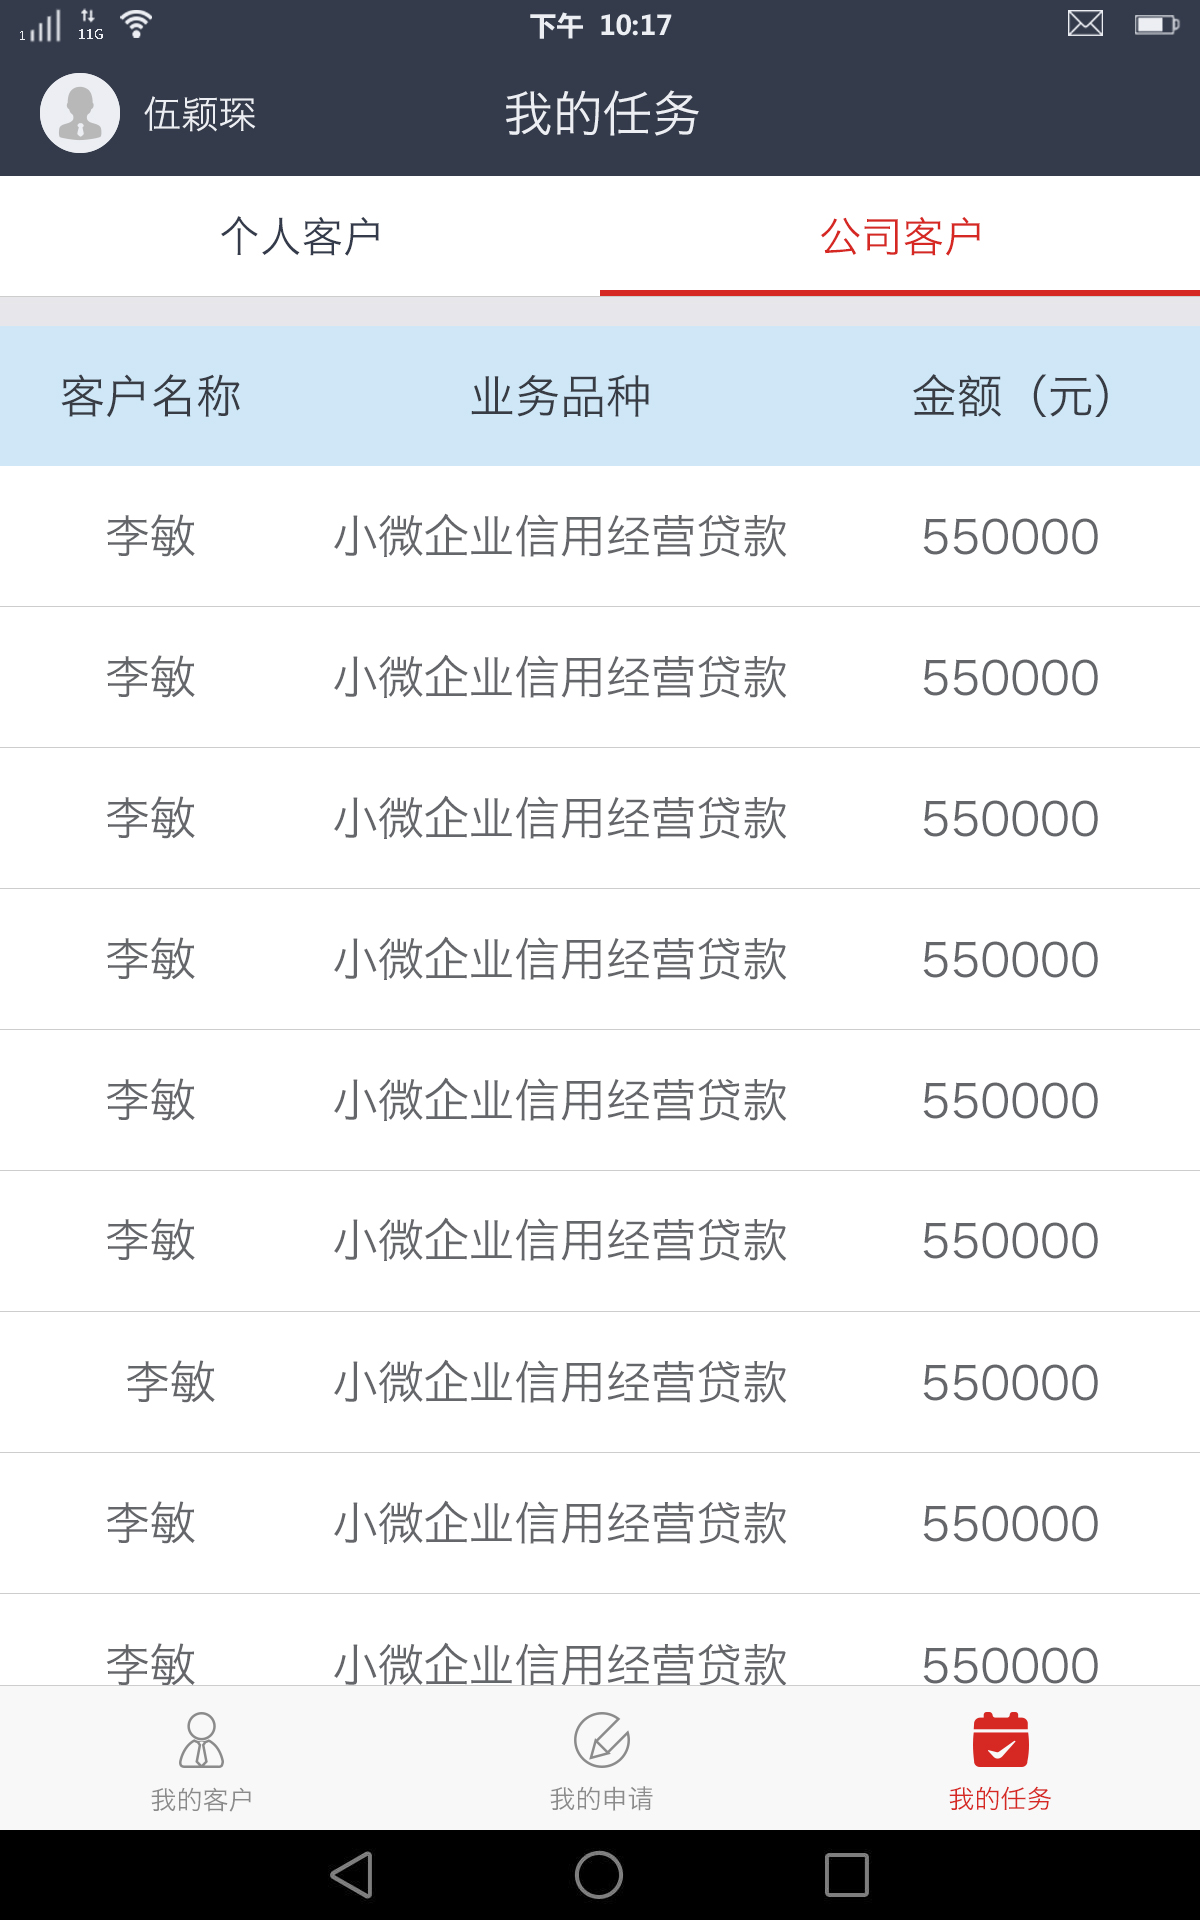 1 11G 下午 10:17
伍颖琛 我的任务
个人客户 公司客户
客户名称 业务品种 金额（元）
李敏 小微企业信用经营贷款 550000
李敏 小微企业信用经营贷款 550000
李敏 小微企业信用经营贷款 550000
李敏 小微企业信用经营贷款 550000
李敏 小微企业信用经营贷款 550000
李敏 小微企业信用经营贷款 550000
李敏 小微企业信用经营贷款 550000
李敏 小微企业信用经营贷款 550000
李敏 小微企业信用经营贷款 550000
我的客户 我的申请 我的任务